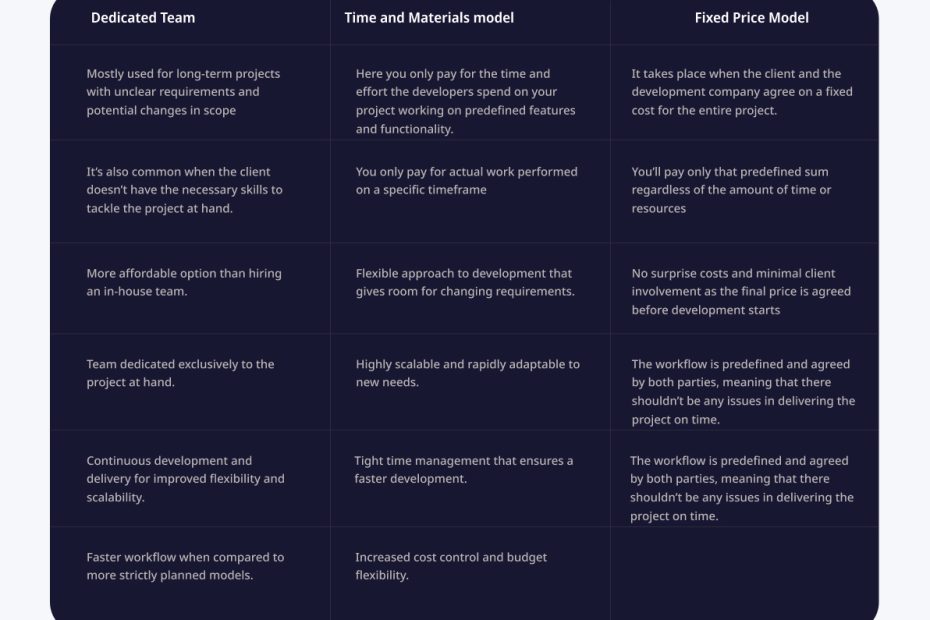 Dedicated Team
Time and Materials model
Fixed Price Model
Mostly used for long-term projects
with unclear requirements and
potential changes in scope
Here you only pay for the time and
effort the developers spend on your
project working on predefined features
and functionality.
It takes place when the client and the
development company agree on a fixed
cost for the entire project.
It's also common when the client
doesn't have the necessary skills to
tackle the project at hand.
You only pay for actual work performed
on a specific timeframe
You'll pay only that predefined sum
regardless of the amount of time or
resources
More affordable option than hiring
an in-house team.
Flexible approach to development that
gives room for changing requirements.
No surprise costs and minimal client
involvement as the final price is agreed
before development starts
Team dedicated exclusively to the
project at hand.
Highly scalable and rapidly adaptable to
new needs.
The workflow is predefined and agreed
by both parties, meaning that there
shouldn't be any issues in delivering the
project on time.
Continuous development and
delivery for improved flexibility and
scalability.
Tight time management that ensures a
faster development.
The workflow is predefined and agreed
by both parties, meaning that there
shouldn't be any issues in delivering the
project on time.
Faster workflow when compared to
more strictly planned models.
Increased cost control and budget
flexibility.